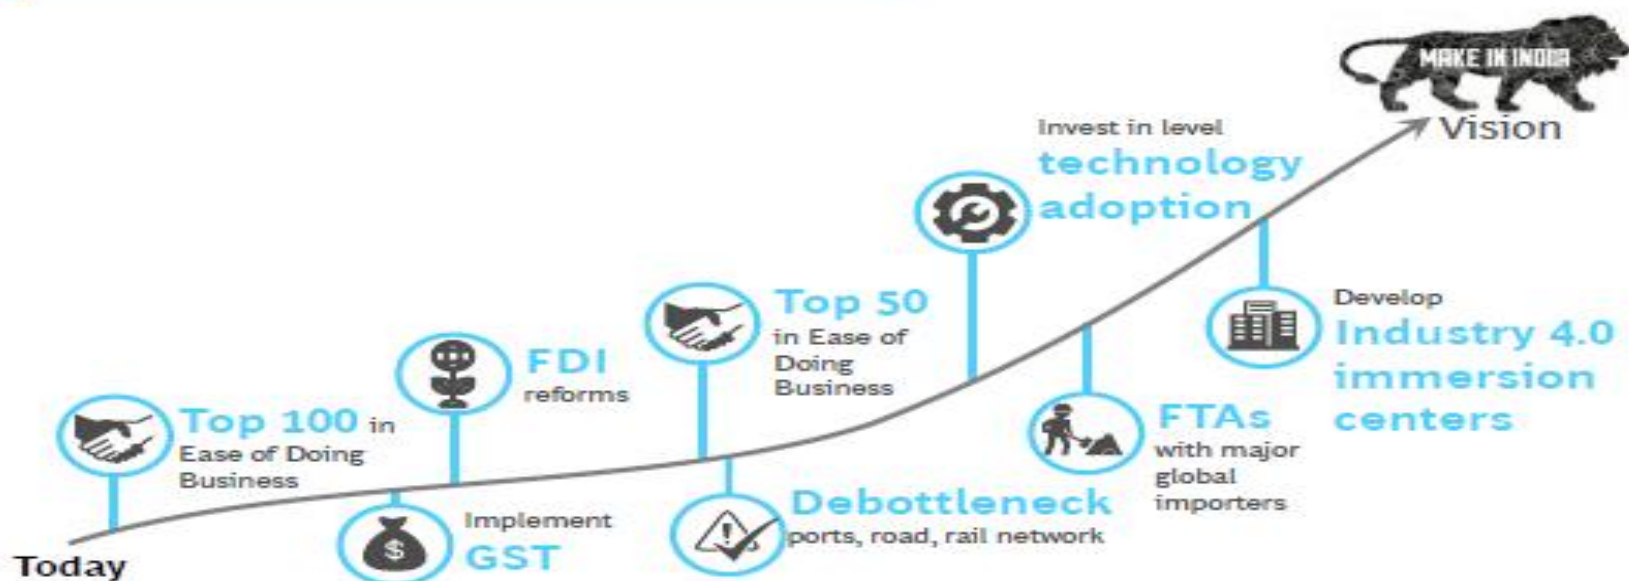 MAKE IN INDIA
Vision
Invest in level
technology
adoption
Develop
Industry 4.0
immersion
centers
Top 50
in Ease of
Doing
Business
FDI
reforms
Top 100 in
Ease of Doing
Business
FTAs
with major
global
importers
Debottleneck
ports, road, rail network
Implement
GST
$
Today